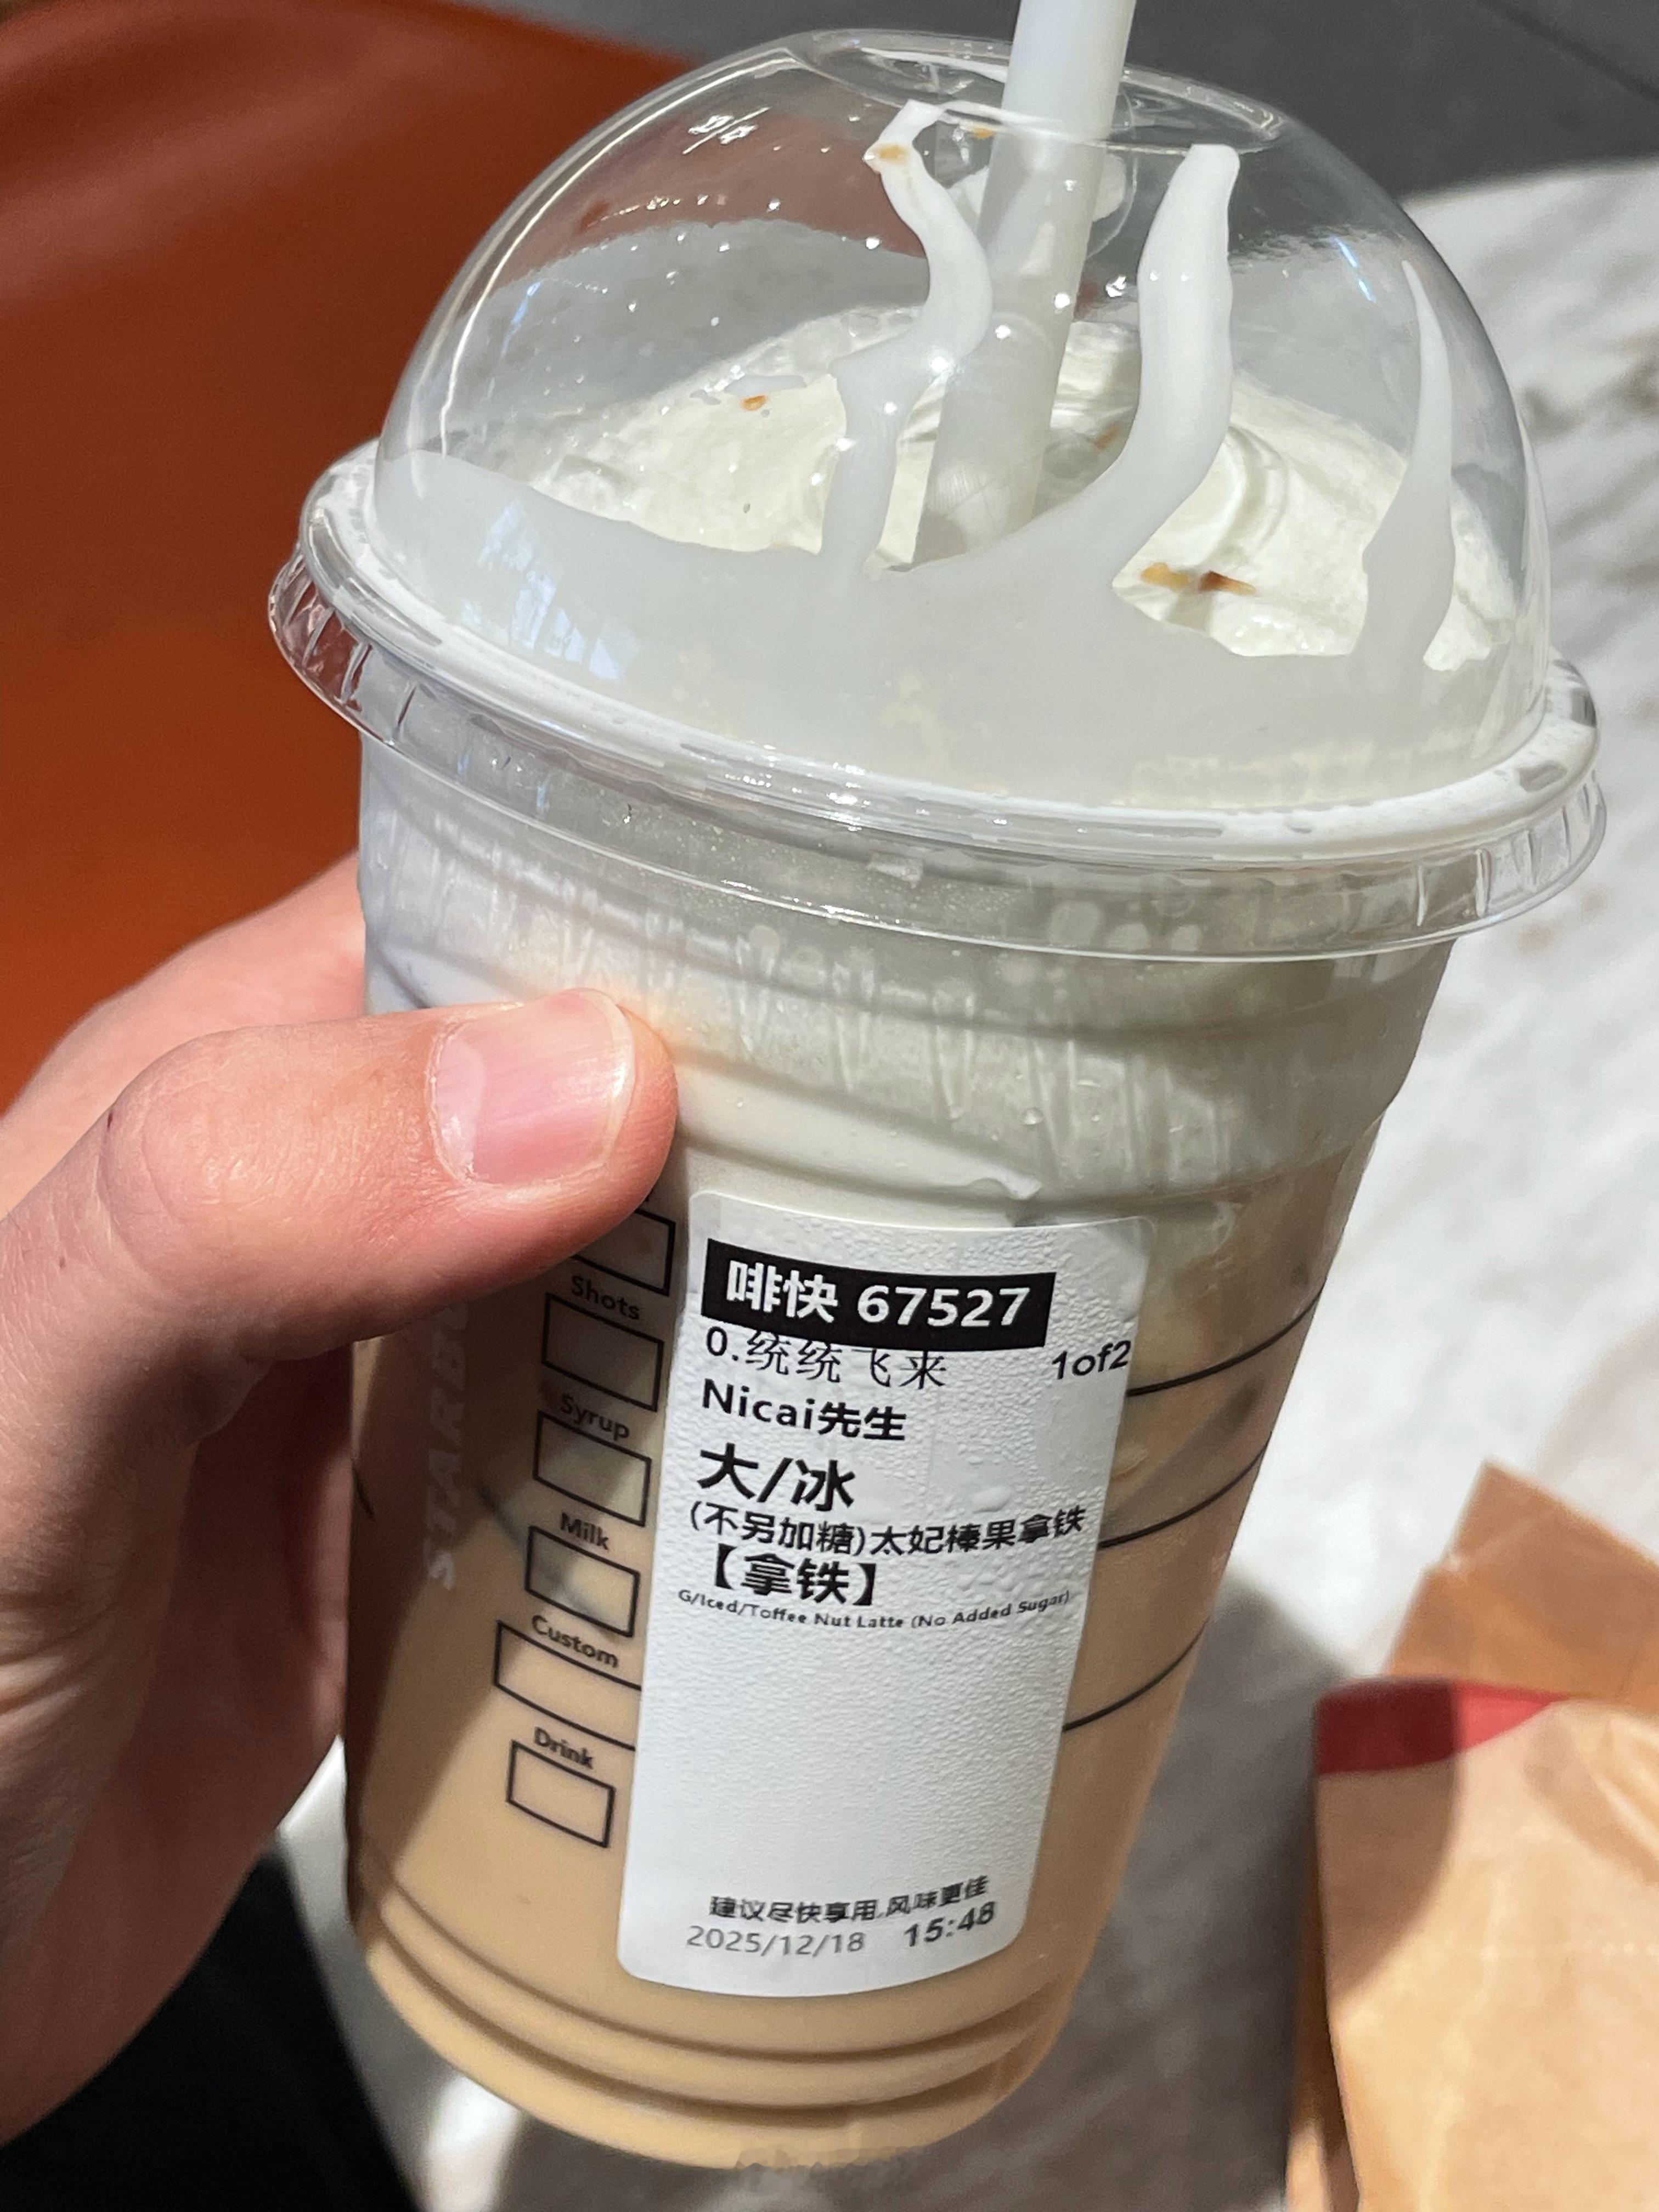 啡快 67527
0.统统飞来 1of2
Nicai先生
大/冰
(不另加糖)太妃榛果拿铁
【拿铁】
G/Iced/Toffee Nut Latte (No Added Sugar)
建议尽快享用,风味更佳
2025/12/18 15:48
Shots
Syrup
Milk
Custom
Drink